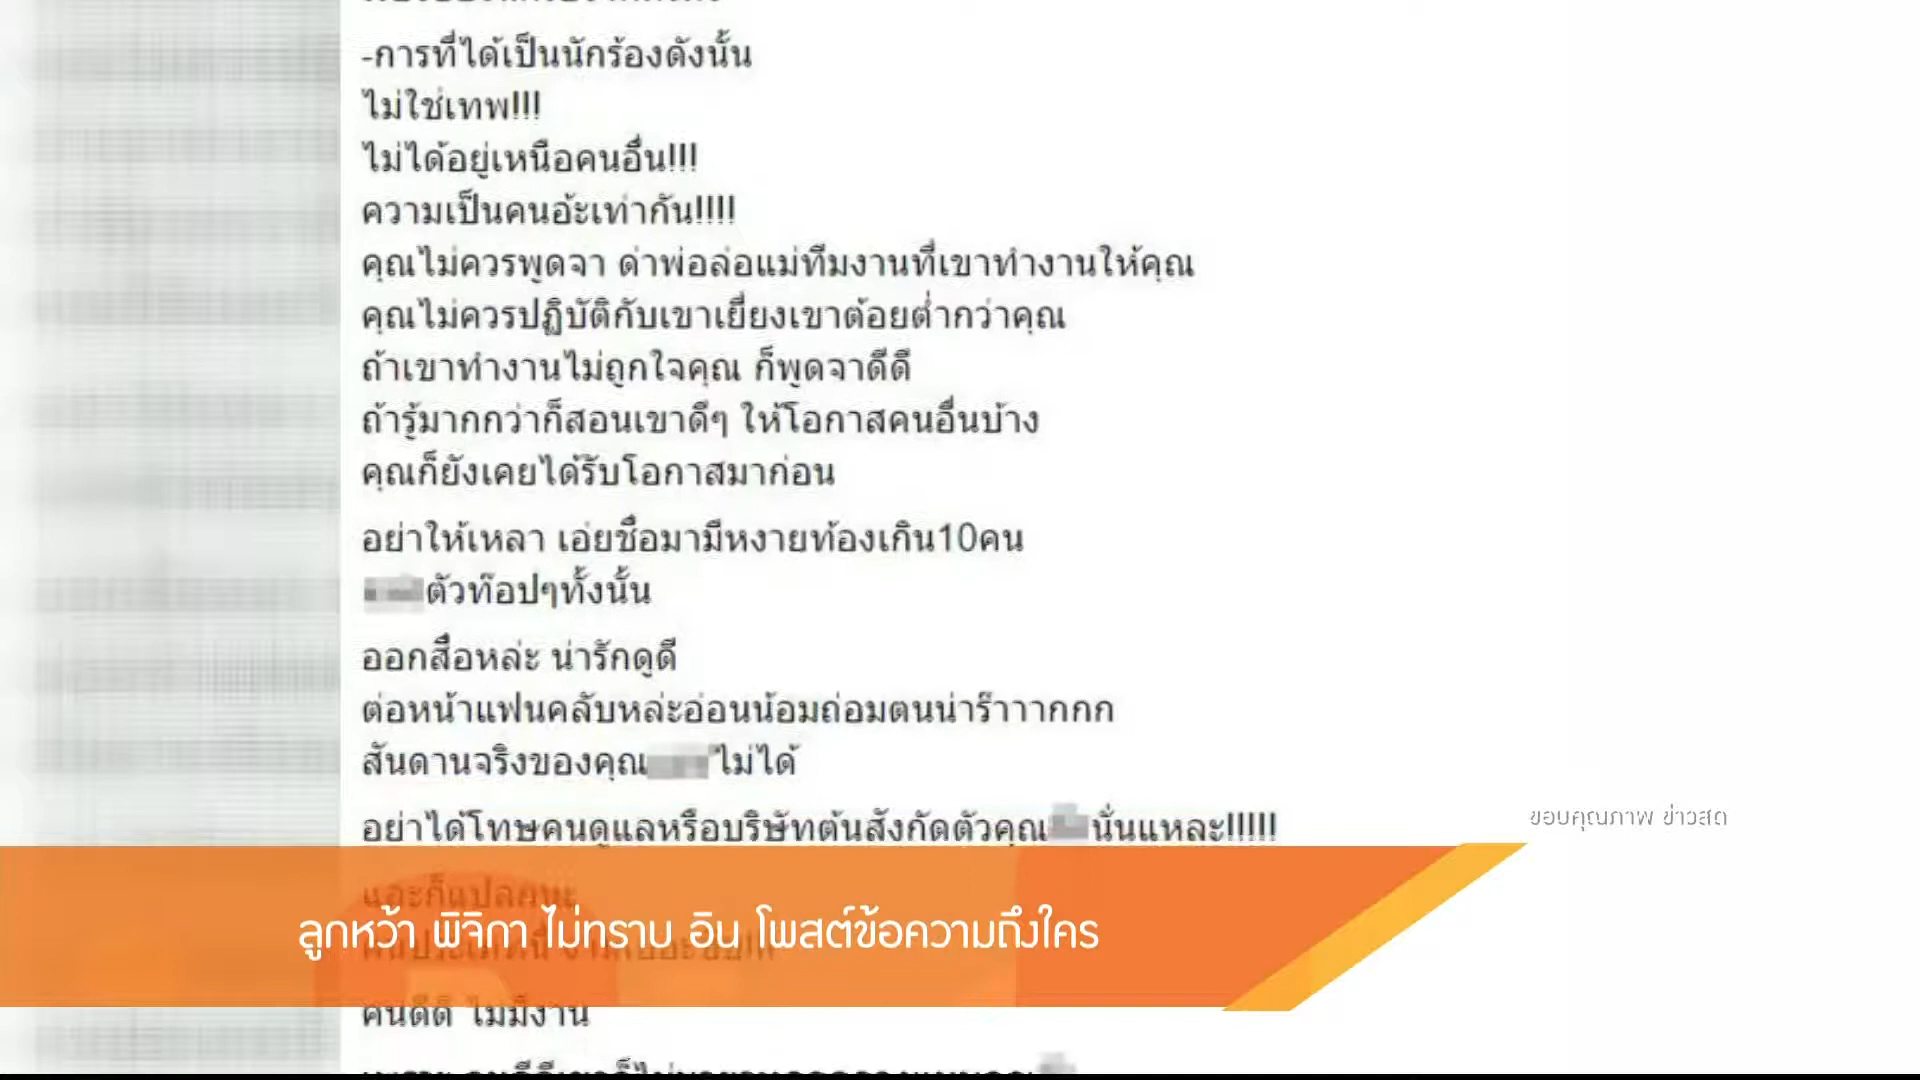 -การที่ได้เป็นนักร้องดังนั้น
ไม่ใช่เทพ!!!
ไม่ได้อยู่เหนือคนอื่น!!!
ความเป็นคนอ้ะเท่ากัน!!!!
คุณไม่ควรพูดจา ด่าพ่อล่อแม่ทีมงานที่เขาทำงานให้คุณ
คุณไม่ควรปฏิบัติกับเขาเยี่ยงเขาต้อยต่ำกว่าคุณ
ถ้าเขาทำงานไม่ถูกใจคุณ ก็พูดจาดีดี
ถ้ารู้มากกว่าก็สอนเขาดีๆ ให้โอกาสคนอื่นบ้าง
คุณก็ยังเคยได้รับโอกาสมาก่อน
อย่าให้เหลา เอ่ยชื่อมามีหงายท้องเกิน10คน
ตัวท๊อปๆทั้งนั้น
ออกสื่อหล่ะ น่ารักดูดี
ต่อหน้าแฟนคลับหล่ะอ่อนน้อมถ่อมตนน่าร๊าาากกก
สันดานจริงของคุณ ไม่ได้
อย่าได้โทษคนดูแลหรือบริษัทต้นสังกัดตัวคุณ นั่นแหละ!!!!!
ขอบคุณภาพ ข่าวสด
และก็แปลกนะ
ลูกหว้า พิจิกา ไม่ทราบ อิน โพสต์ข้อความถึงใคร
คนดีดี ไม่มีงาน